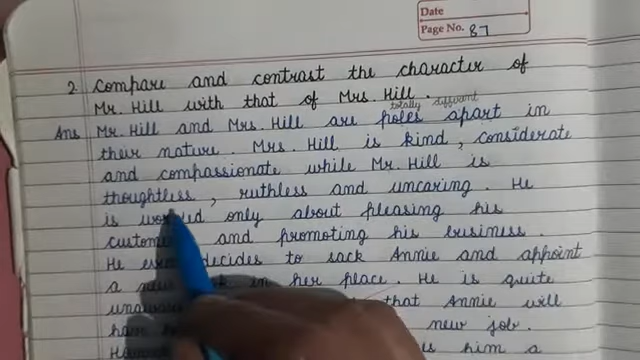 Date
Page No. 87
2. Compare and contrast the character of
Mr. Hill with that of Mrs. Hill.
totally different
Ans Mr. Hill and Mrs. Hill are poles apart in
their nature. Mrs. Hill is kind, considerate
and compassionate while Mr. Hill is
thoughtless, ruthless and uncaring. He
is only about pleasing his
and promoting his business.
He decides to sack Annie and appoint
a in her place. He is quite
that Annie will
new job.
him a